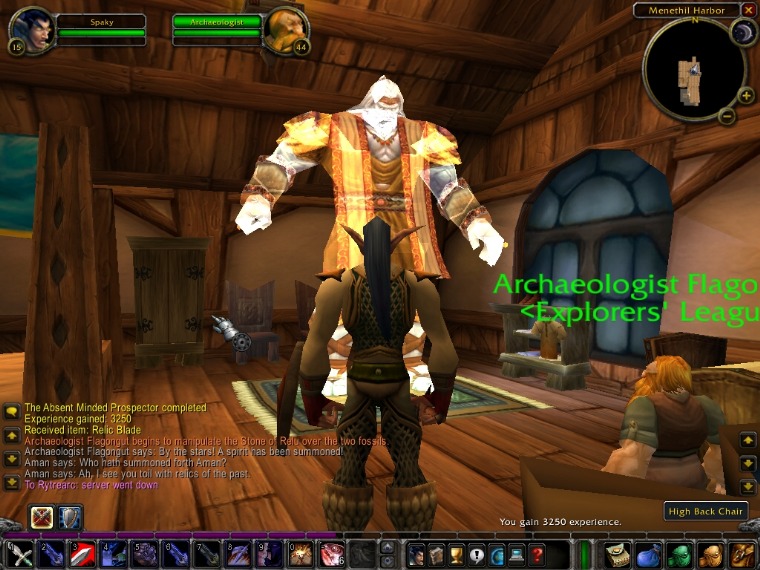 Spaky
15
Archaeologist
44
Menethil Harbor
N
Archaeologist Flago
<Explorers' Leagu
The Absent Minded Prospector completed
Experience gained: 3250
Received item: Relic Blade
Archaeologist Flagongut begins to manipulate the Stone of Relu over the two fossils.
Archaeologist Flagongut says: By the stars! A spirit has been summoned!
Aman says: Who hath summoned forth Aman?
Aman says: Ah, I see you toil with relics of the past.
To Rytrearc: server went down.
High Back Chair
You gain 3250 experience.